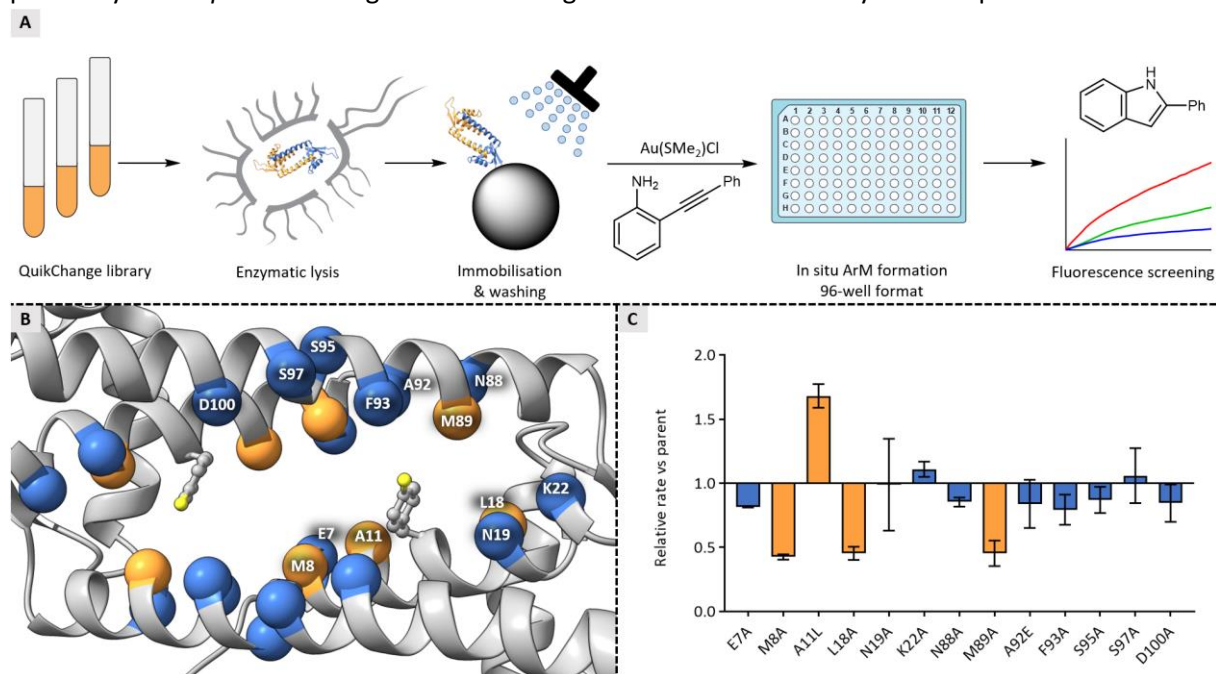 A
NH
Ph
Au(SMe₂)Cl
NH₂
Ph
1 2 3 4 5 6 7 8 9 10 11 12
A
B
C
D
E
F
G
H
QuikChange library
Enzymatic lysis
Immobilisation
& washing
In situ ArM formation
96-well format
Fluorescence screening
B
S95
S97
D100
A92
N88
F93
M89
K22
L18
E7
A11
N19
M8
C
Relative rate vs parent
2.0
1.5
1.0
0.5
0.0
E7A
M8A
A11L
L18A
N19A
K22A
N88A
M89A
A92E
F93A
S95A
S97A
D100A